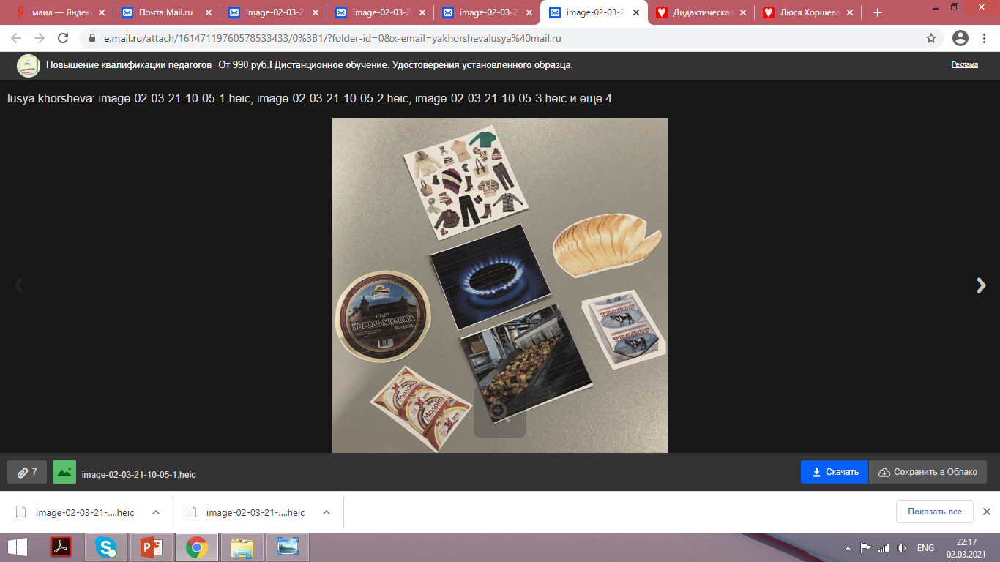 маил — Яндек
Почта Mail.ru
image-02-03-2
image-02-03-2
image-02-03-2
image-02-03-2
Дидактическая
Люся Хоршева
e.mail.ru/attach/16147119760578533433/0%3B1/?folder-id=0&x-email=yakhorshevalusya%40mail.ru
Повышение квалификации педагогов От 990 руб.! Дистанционное обучение. Удостоверения установленного образца.
Реклама
lusya khorsheva: image-02-03-21-10-05-1.heic, image-02-03-21-10-05-2.heic, image-02-03-21-10-05-3.heic и еще 4
СЫР
КОРОЛЬ МОЛОКА
ТВОРОГ
ТВОРОГ
МОЛОКО
МОЛОКО
7
image-02-03-21-10-05-1.heic
Скачать
Сохранить в Облако
image-02-03-21-....heic
image-02-03-21-....heic
Показать все
ENG
22:17
02.03.2021